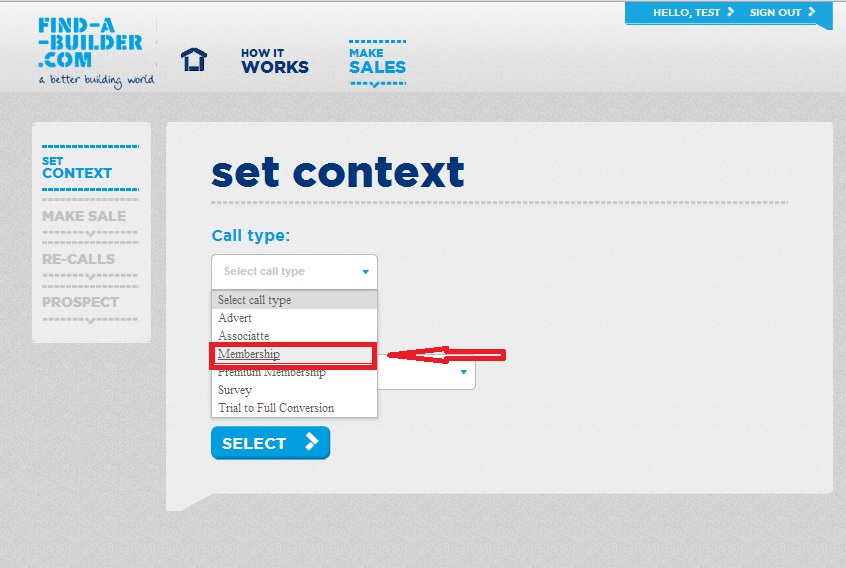 HELLO, TEST
SIGN OUT
FIND-A
-BUILDER
.COM
a better building world
HOW IT
WORKS
MAKE
SALES
SET
CONTEXT
MAKE SALE
RE-CALLS
PROSPECT
set context
Call type:
Select call type
Select call type
Advert
Associatte
Membership
Premium Membership
Survey
Trial to Full Conversion
SELECT